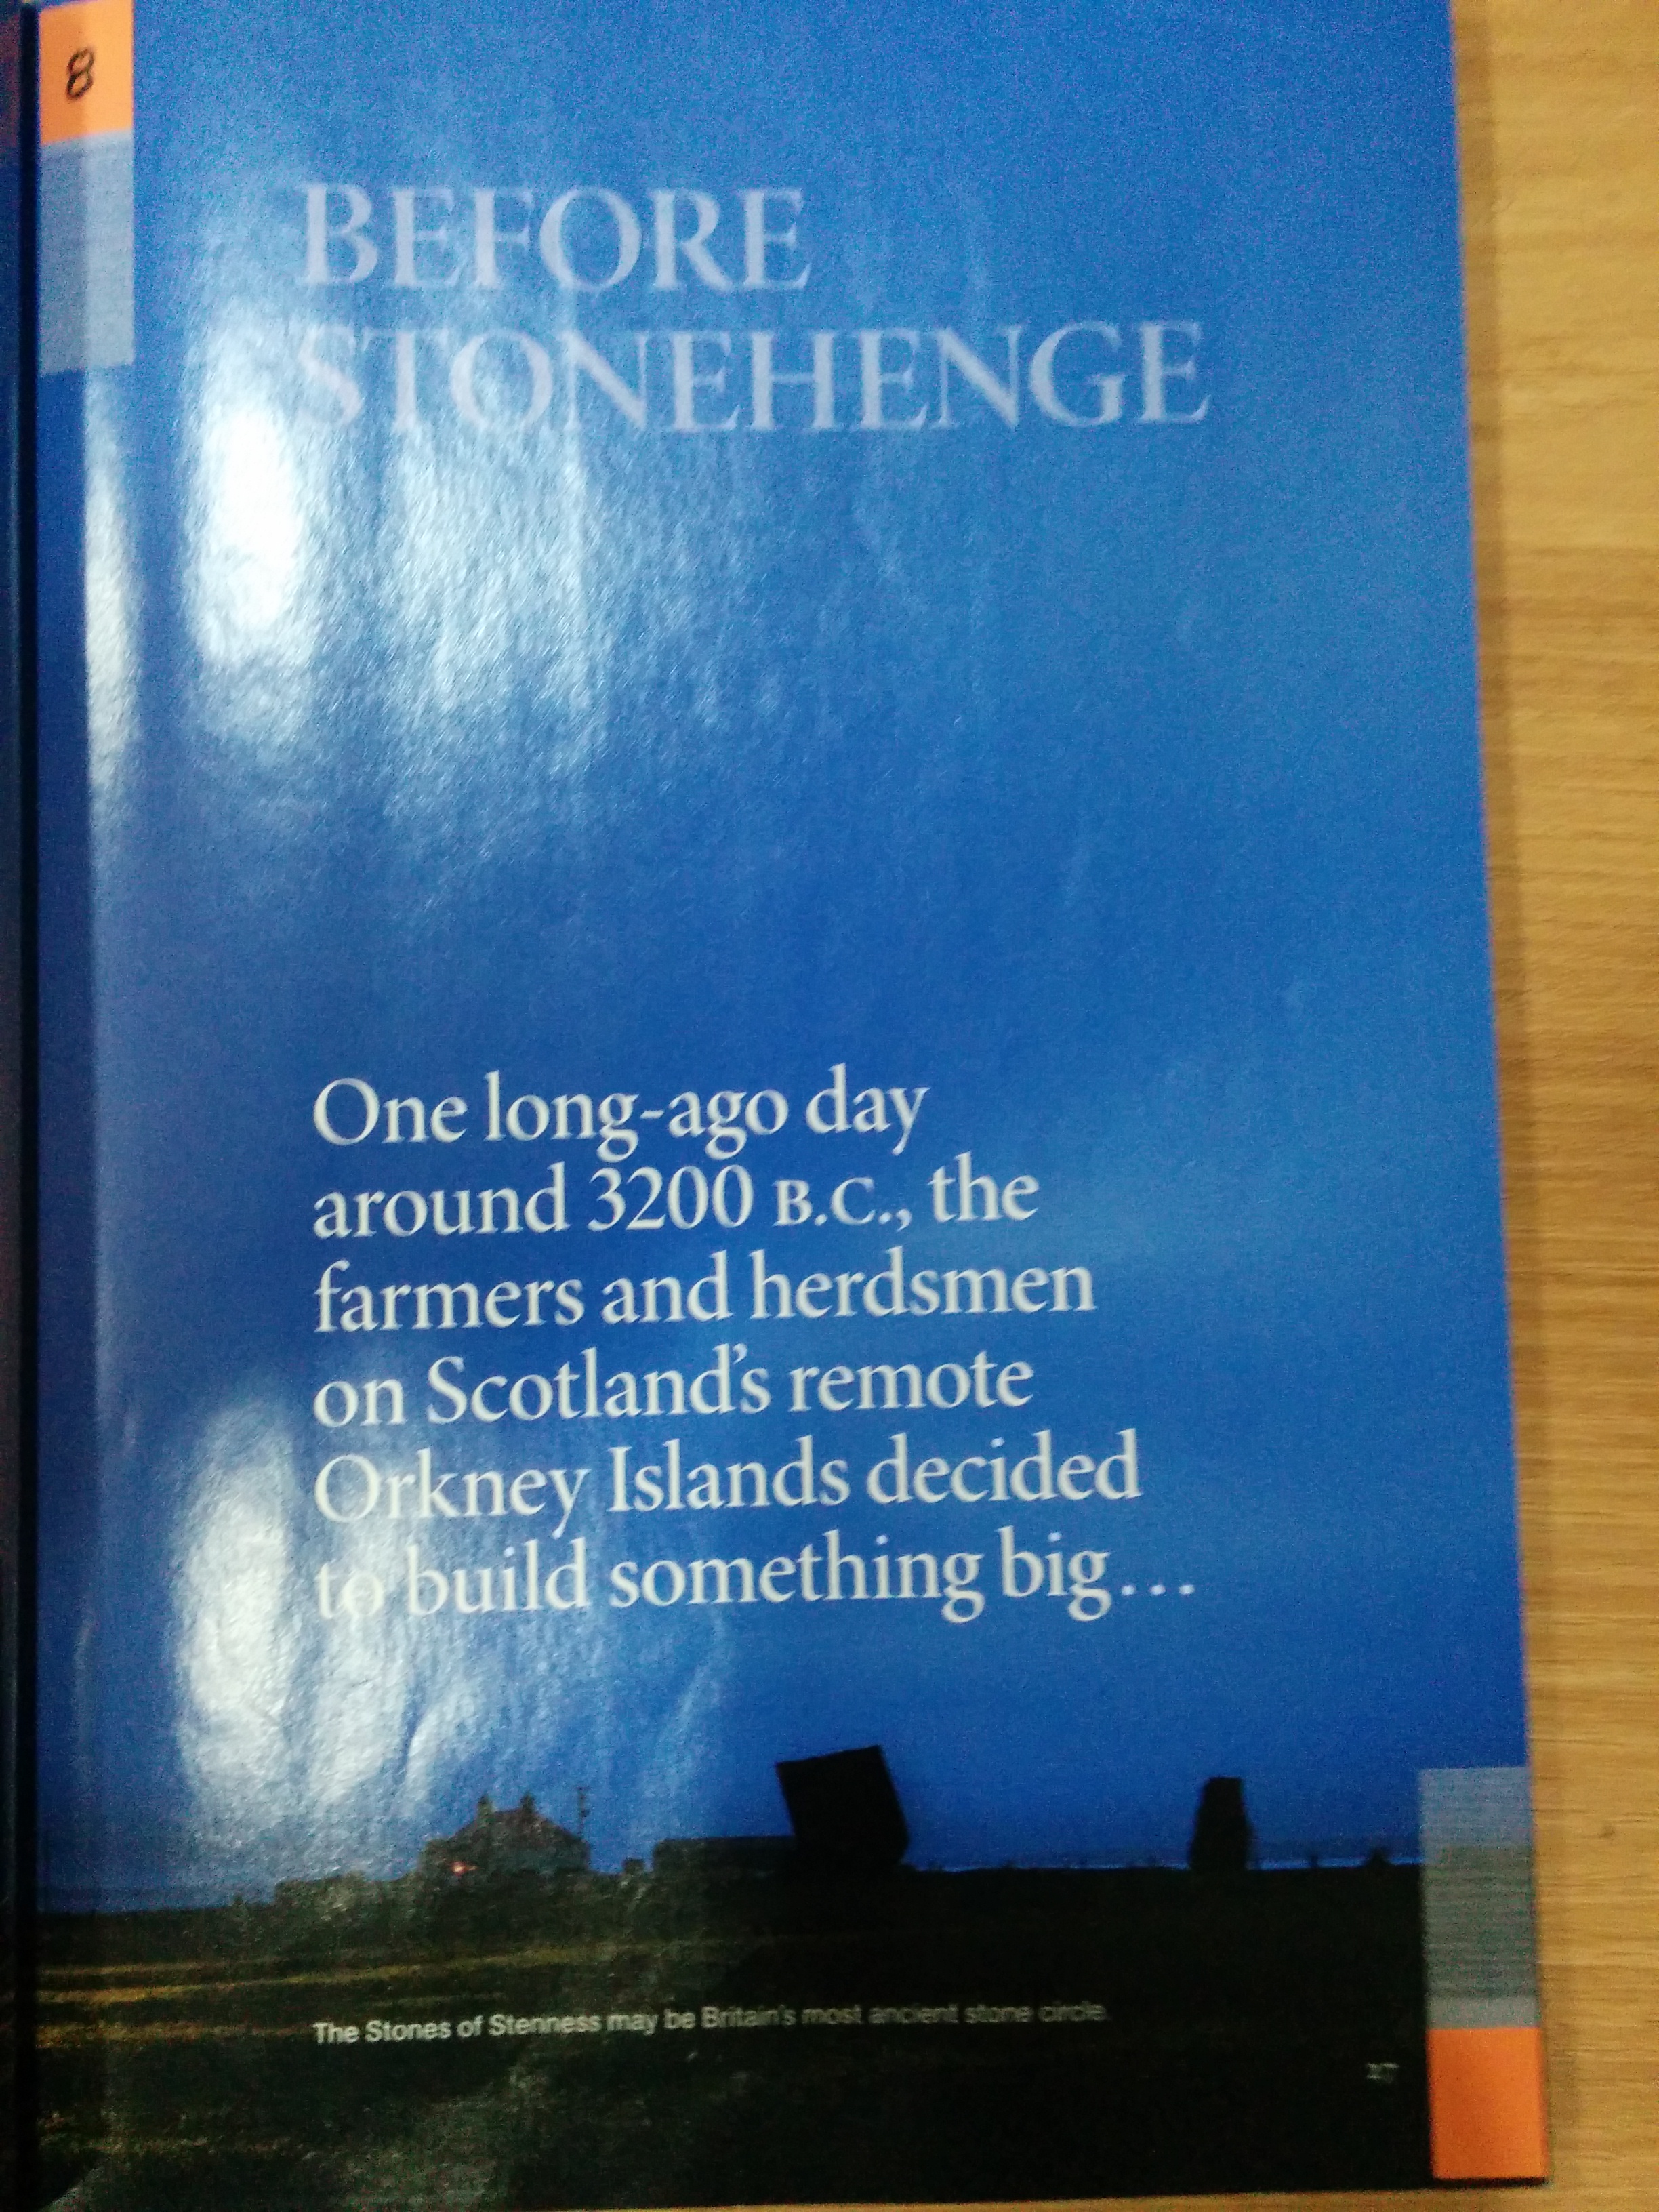 8
BEFORE
STONEHENGE
One long-ago day
around 3200 B.C., the
farmers and herdsmen
on Scotland's remote
Orkney Islands decided
to build something big...
The Stones of Stenness may be Britain's most ancient stone circle.